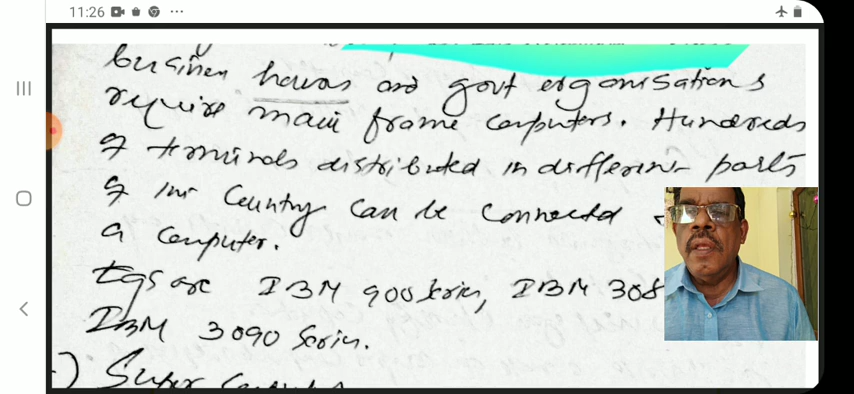 11:26
business houses and govt organisations
require main frame computers. Hundreds
of terminals distributed in different parts
of the Country can be connected
a computer.
Egs are IBM 900 series, IBM 308
IBM 3090 series.
Super Computer